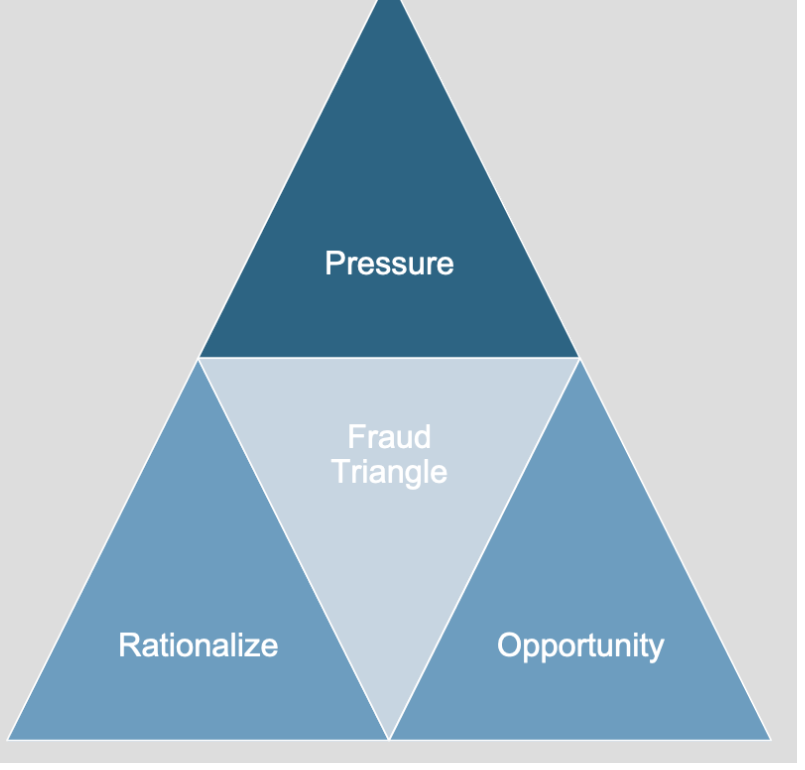 Pressure
Fraud
Triangle
Rationalize
Opportunity